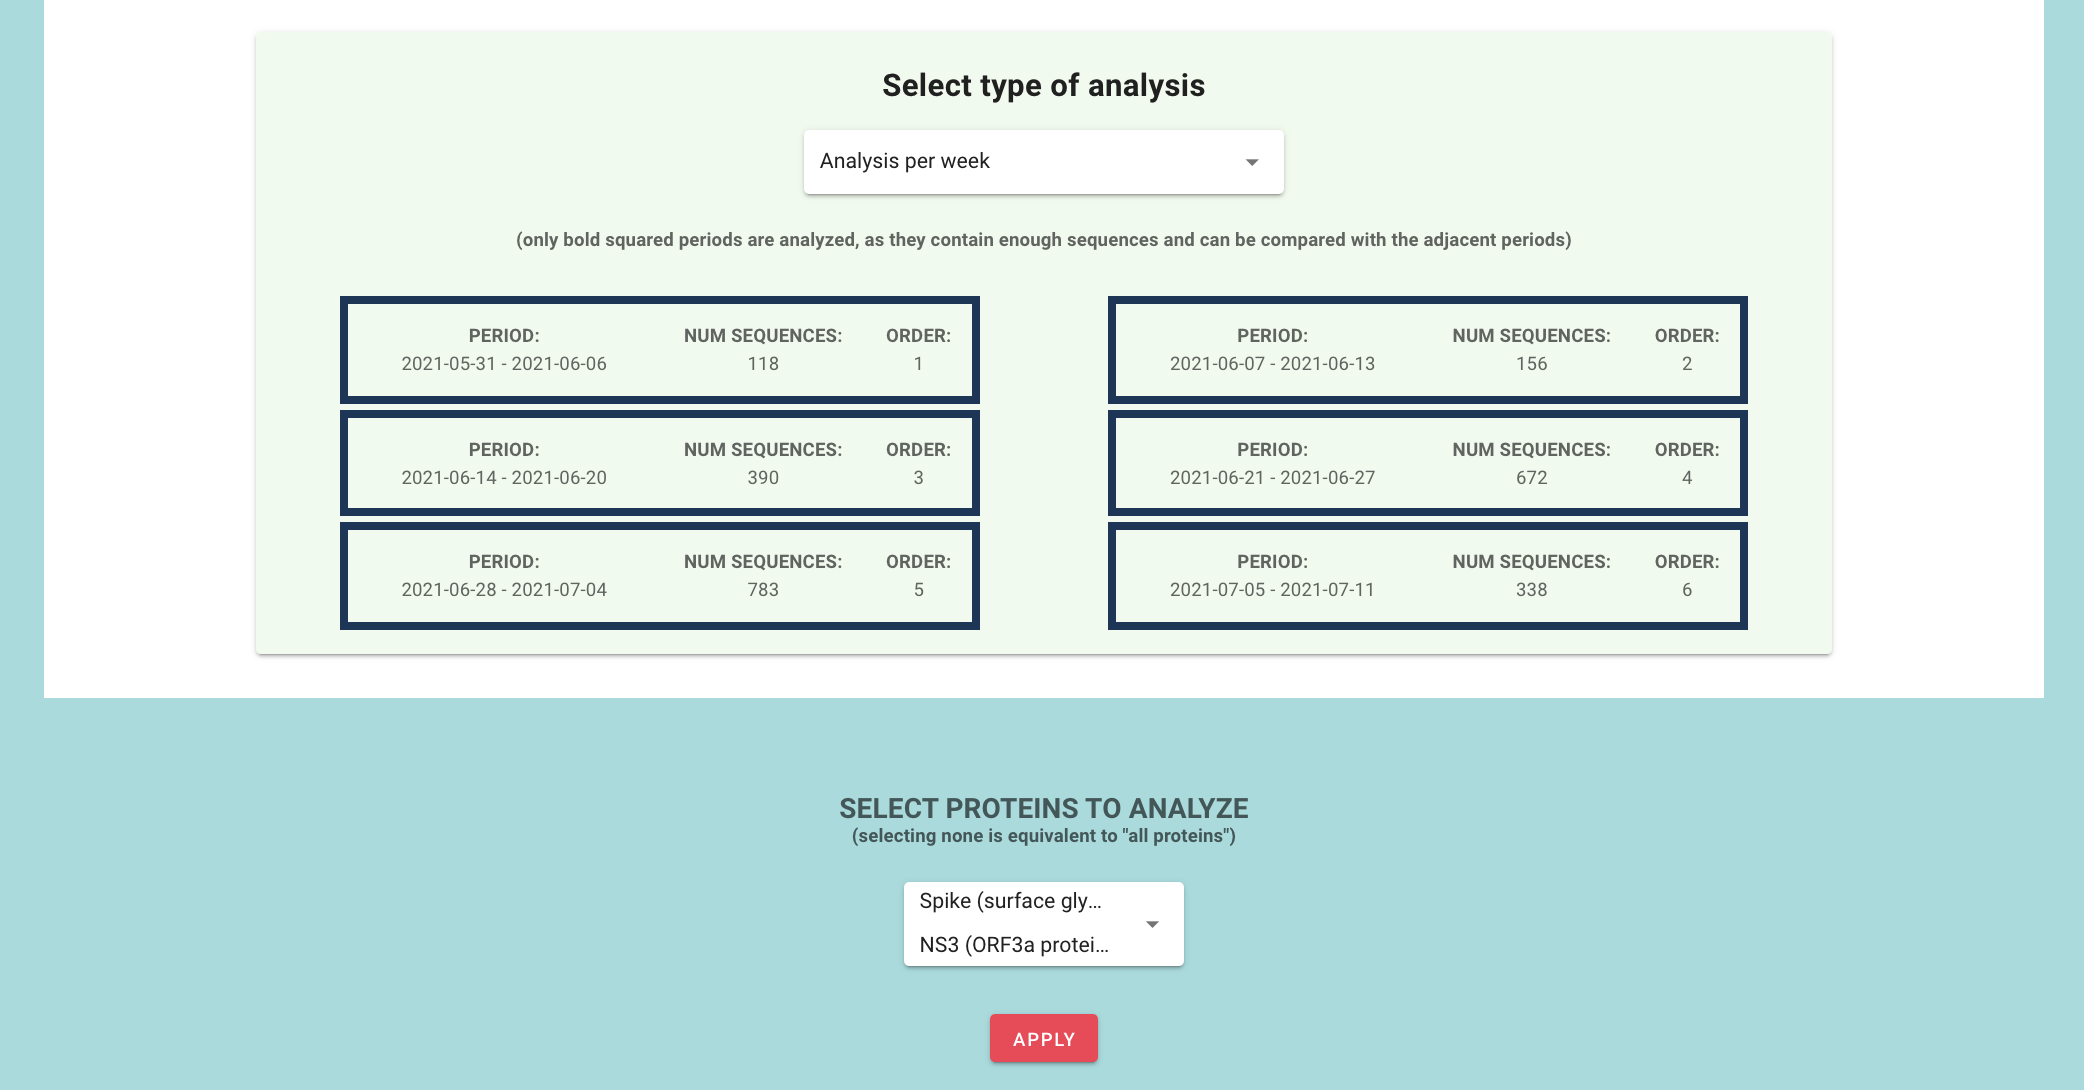 Select type of analysis
Analysis per week
(only bold squared periods are analyzed, as they contain enough sequences and can be compared with the adjacent periods)
PERIOD: NUM SEQUENCES: ORDER:
2021-05-31 - 2021-06-06 118 1
PERIOD: NUM SEQUENCES: ORDER:
2021-06-07 - 2021-06-13 156 2
PERIOD: NUM SEQUENCES: ORDER:
2021-06-14 - 2021-06-20 390 3
PERIOD: NUM SEQUENCES: ORDER:
2021-06-21 - 2021-06-27 672 4
PERIOD: NUM SEQUENCES: ORDER:
2021-06-28 - 2021-07-04 783 5
PERIOD: NUM SEQUENCES: ORDER:
2021-07-05 - 2021-07-11 338 6
SELECT PROTEINS TO ANALYZE
(selecting none is equivalent to "all proteins")
Spike (surface gly...
NS3 (ORF3a protei...
APPLY